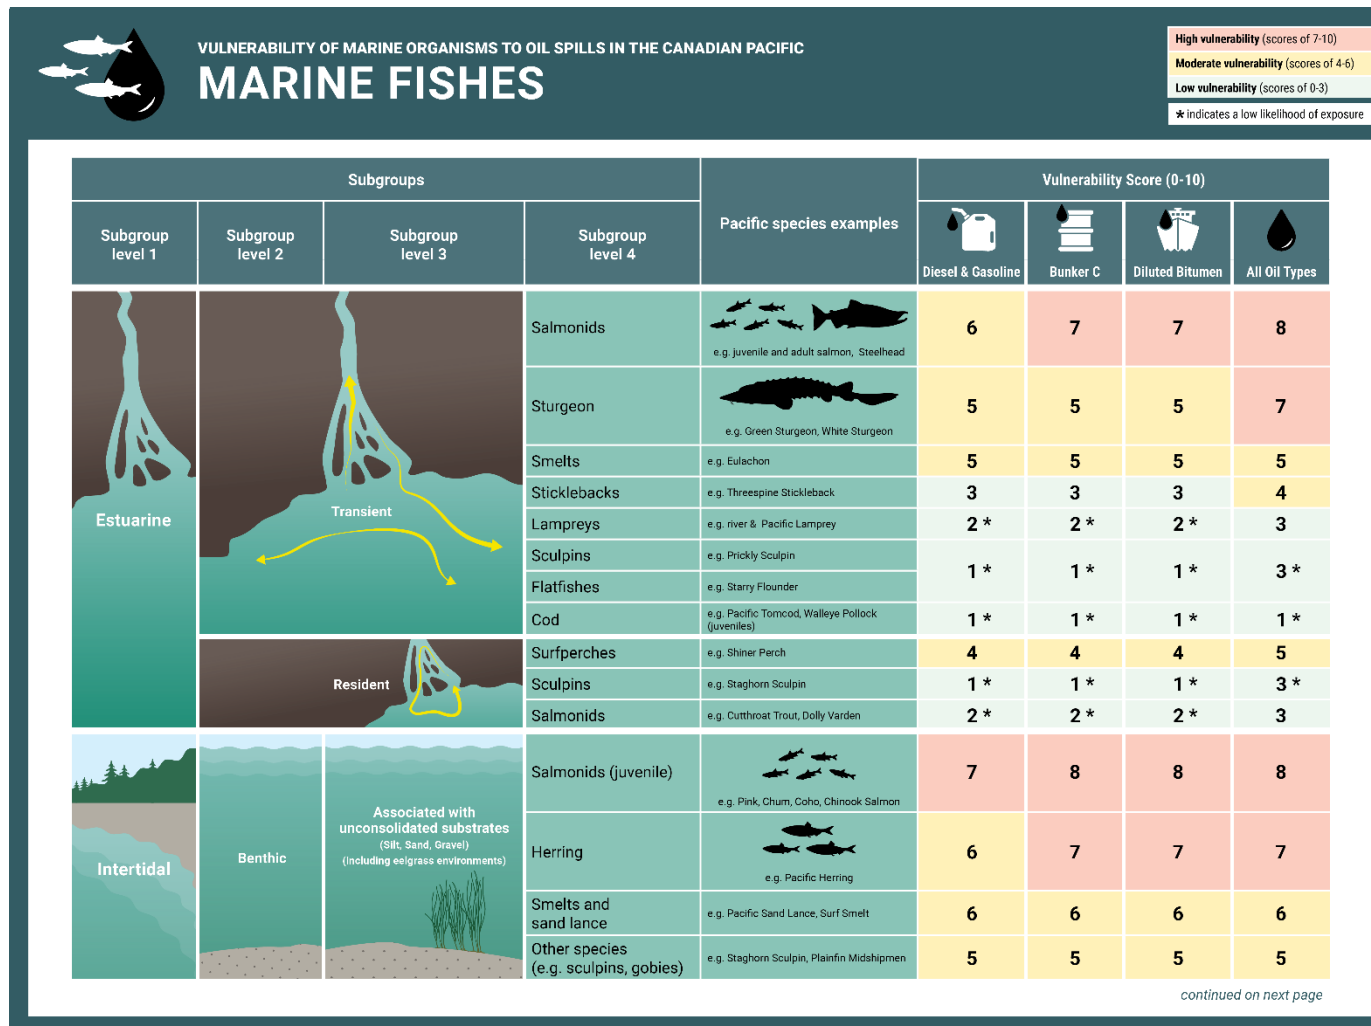 VULNERABILITY OF MARINE ORGANISMS TO OIL SPILLS IN THE CANADIAN PACIFIC
MARINE FISHES
High vulnerability (scores of 7-10)
Moderate vulnerability (scores of 4-6)
Low vulnerability (scores of 0-3)
* indicates a low likelihood of exposure
Subgroups
Pacific species examples
Vulnerability Score (0-10)
Subgroup level 1
Subgroup level 2
Subgroup level 3
Subgroup level 4
Diesel & Gasoline
Bunker C
Diluted Bitumen
All Oil Types
Estuarine
Transient
Salmonids
e.g. juvenile and adult salmon, Steelhead
6 7 7 8
Sturgeon
e.g. Green Sturgeon, White Sturgeon
5 5 5 7
Smelts
e.g. Eulachon
5 5 5 5
Sticklebacks
e.g. Threespine Stickleback
3 3 3 4
Lampreys
e.g. river & Pacific Lamprey
2 * 2 * 2 * 3
Sculpins
e.g. Prickly Sculpin
Flatfishes
e.g. Starry Flounder
1 * 1 * 1 * 3 *
Cod
e.g. Pacific Tomcod, Walleye Pollock
(juveniles)
1 * 1 * 1 * 1 *
Resident
Surfperches
e.g. Shiner Perch
4 4 4 5
Sculpins
e.g. Staghorn Sculpin
1 * 1 * 1 * 3 *
Salmonids
e.g. Cutthroat Trout, Dolly Varden
2 * 2 * 2 * 3
Intertidal
Benthic
Associated with
unconsolidated substrates
(Silt, Sand, Gravel)
(including eelgrass environments)
Salmonids (juvenile)
e.g. Pink, Chum, Coho, Chinook Salmon
7 8 8 8
Herring
e.g. Pacific Herring
6 7 7 7
Smelts and
sand lance
e.g. Pacific Sand Lance, Surf Smelt
6 6 6 6
Other species
(e.g. sculpins, gobies)
e.g. Staghorn Sculpin, Plainfin Midshipmen
5 5 5 5
continued on next page